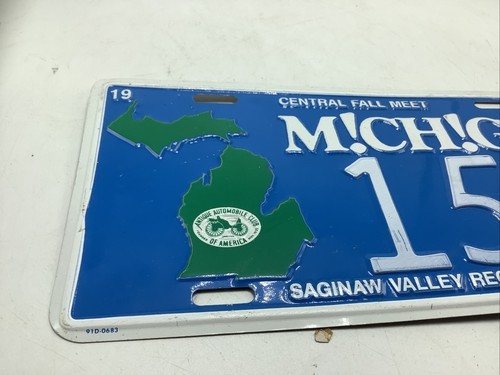 19
CENTRAL FALL MEET
M!CH!G
15
ANTIQUE AUTOMOBILE CLUB
OF AMERICA
SAGINAW VALLEY REG
91D-0683